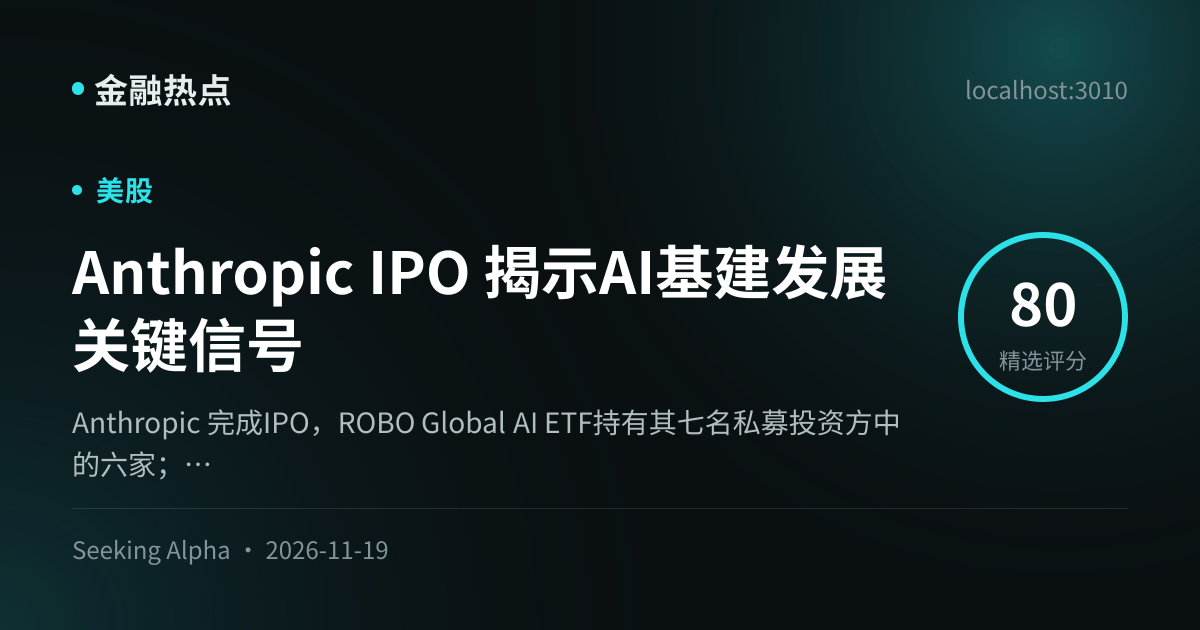 金融热点
localhost:3010
美股
Anthropic IPO 揭示AI基建发展
关键信号
80
精选评分
Anthropic 完成IPO，ROBO Global AI ETF持有其七名私募投资方中
的六家；…
Seeking Alpha · 2026-11-19